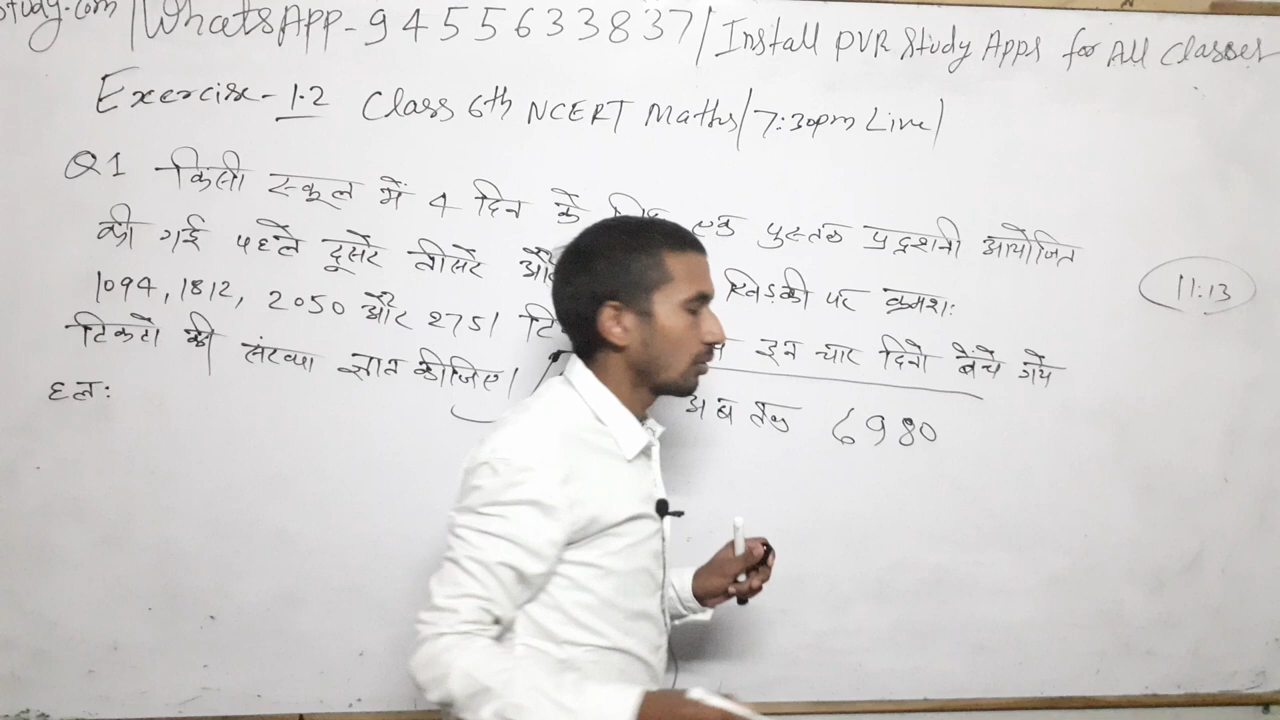 study.com | WhatsApp - 9455633837 / Install PVR Study Apps for All Classes
Exercise - 1.2 Class 6th NCERT Maths / 7:30pm Live /
Q1 किसी स्कूल में 4 दिन के एक पुस्तक प्रदर्शनी आयोजित
की गई पहले दूसरे तीसरे खिड़की पर क्रमशः
1094, 1812, 2050 और 2751 इन चार दिनो बेचे गये
टिकटो की संख्या ज्ञात कीजिए।
हल: अब तक 6980
11:13